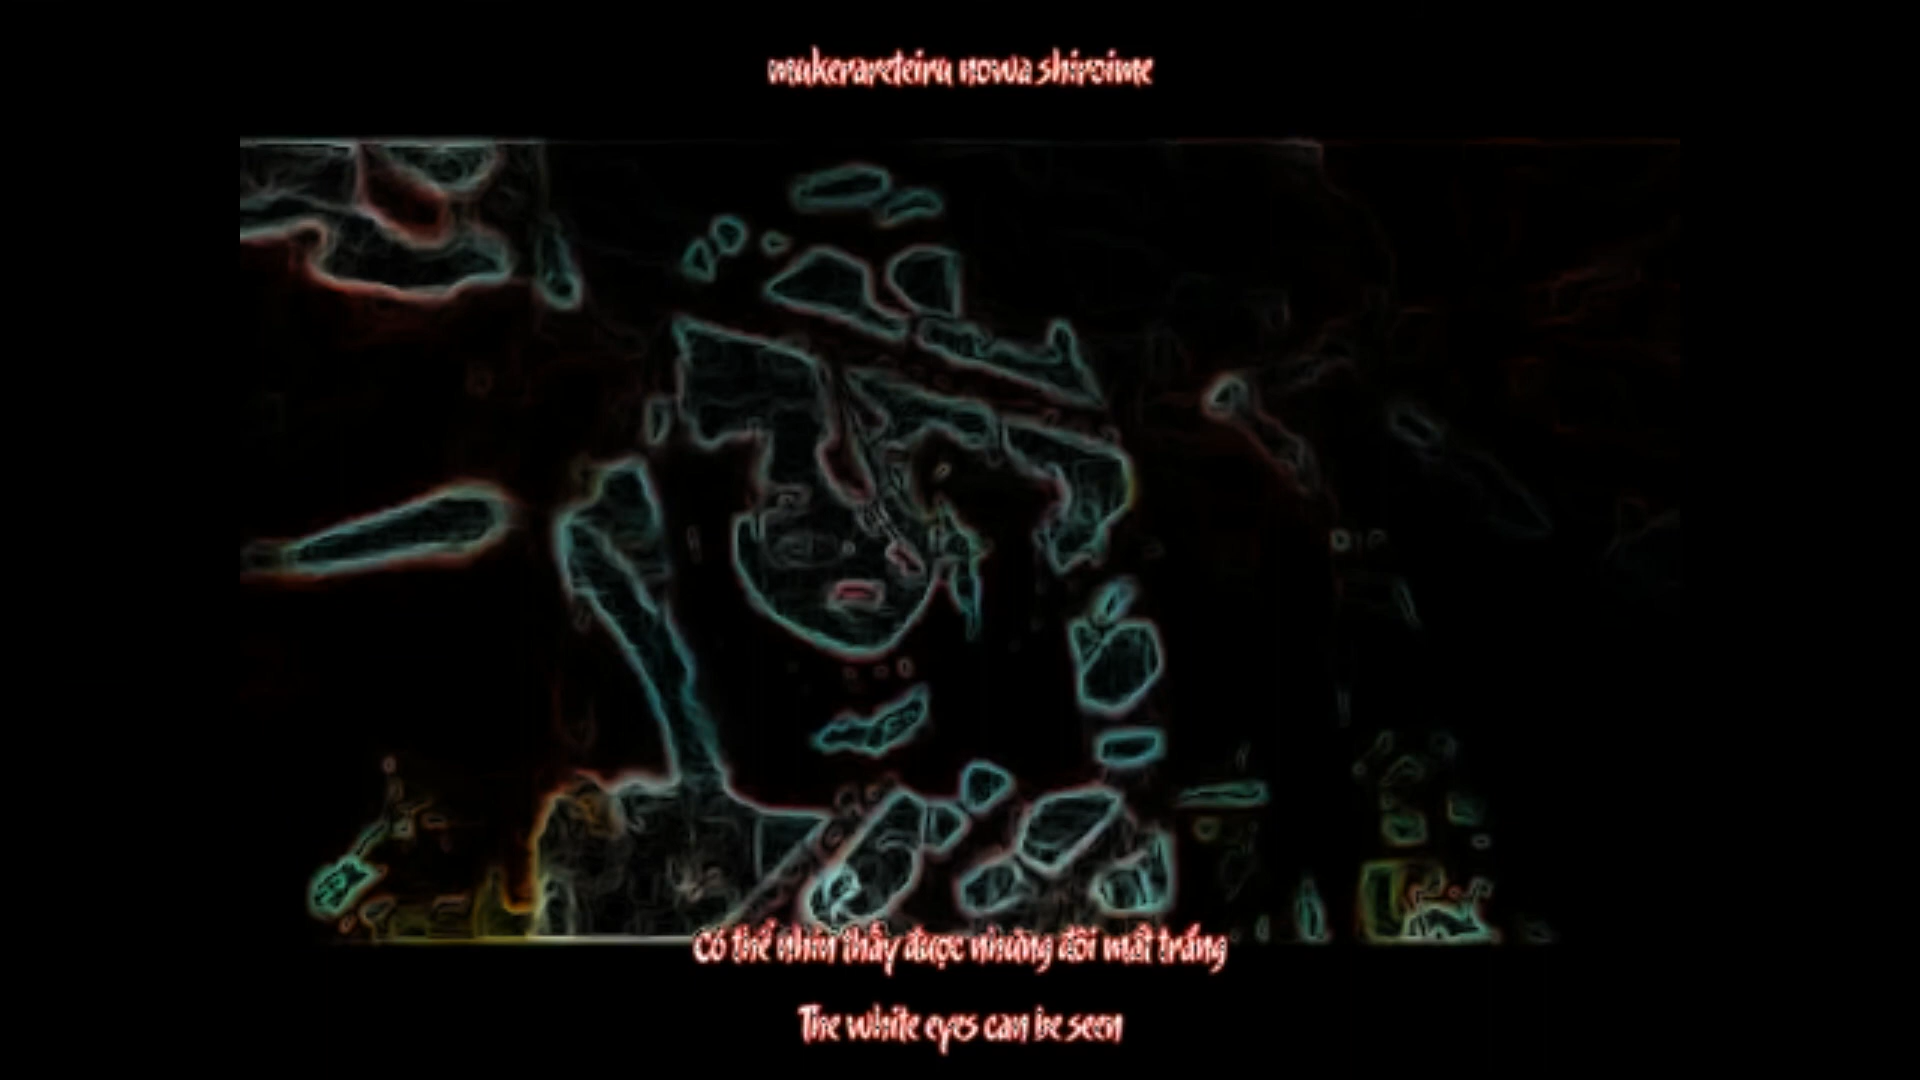 mukerareteiru nowa shiroime
Có thể nhìn thấy được những đôi mắt trắng
The white eyes can be seen